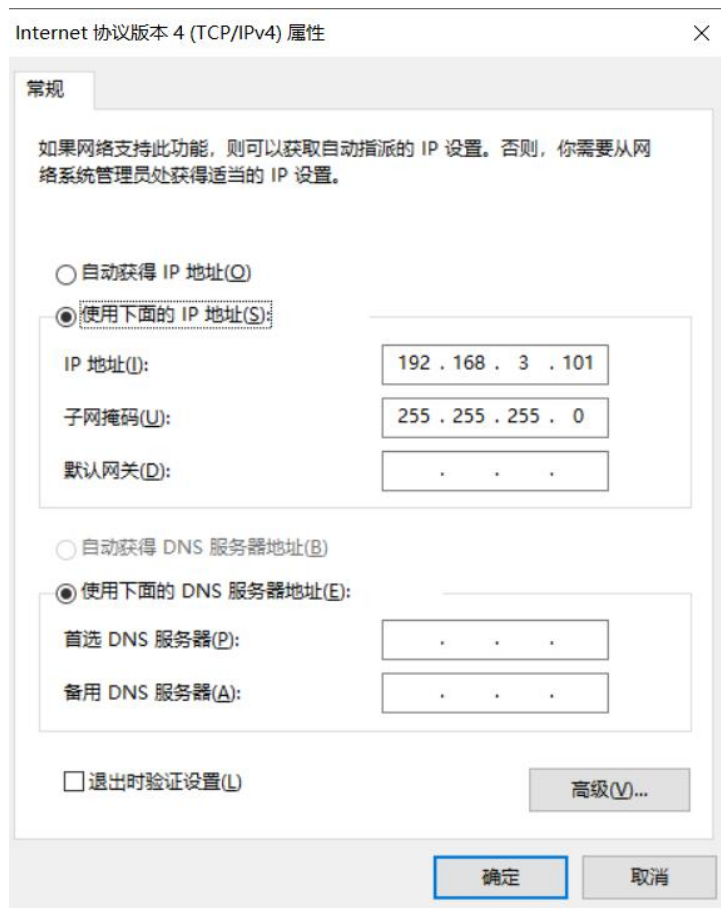 Internet 协议版本 4 (TCP/IPv4) 属性
常规
如果网络支持此功能，则可以获取自动指派的 IP 设置。否则，你需要从网
络系统管理员处获得适当的 IP 设置。
自动获得 IP 地址(O)
使用下面的 IP 地址(S):
IP 地址(I): 192 . 168 . 3 . 101
子网掩码(U): 255 . 255 . 255 . 0
默认网关(D): . . .
自动获得 DNS 服务器地址(B)
使用下面的 DNS 服务器地址(E):
首选 DNS 服务器(P): . . .
备用 DNS 服务器(A): . . .
退出时验证设置(L)
高级(V)...
确定 取消